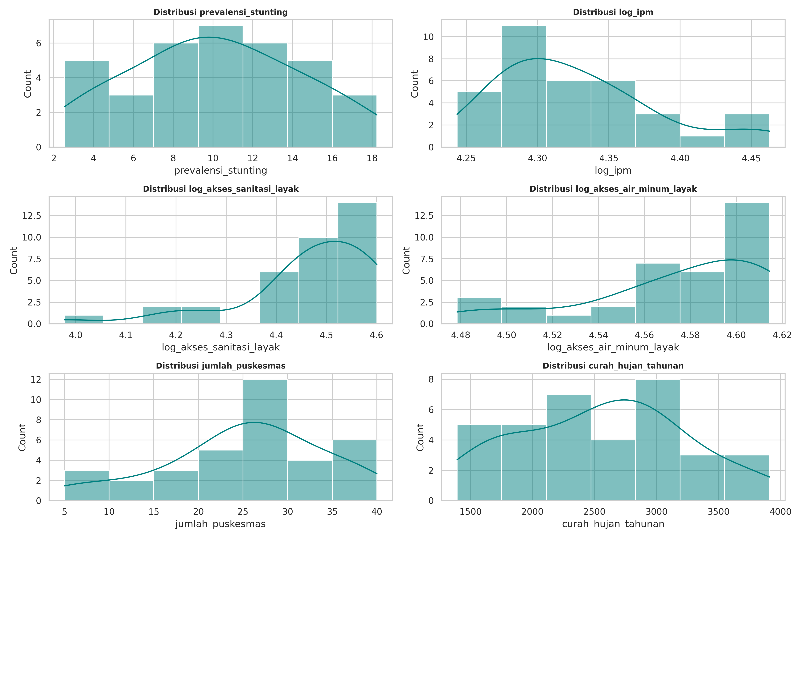 Distribusi prevalensi_stunting
Count
6
4
2
0
2 4 6 8 10 12 14 16 18
prevalensi_stunting
Distribusi log_ipm
Count
10
8
6
4
2
0
4.25 4.30 4.35 4.40 4.45
log_ipm
Distribusi log_akses_sanitasi_layak
Count
12.5
10.0
7.5
5.0
2.5
0.0
4.0 4.1 4.2 4.3 4.4 4.5 4.6
log_akses_sanitasi_layak
Distribusi log_akses_air_minum_layak
Count
12.5
10.0
7.5
5.0
2.5
0.0
4.48 4.50 4.52 4.54 4.56 4.58 4.60 4.62
log_akses_air_minum_layak
Distribusi jumlah_puskesmas
Count
12
10
8
6
4
2
0
5 10 15 20 25 30 35 40
jumlah_puskesmas
Distribusi curah_hujan_tahunan
Count
8
6
4
2
0
1500 2000 2500 3000 3500 4000
curah_hujan_tahunan